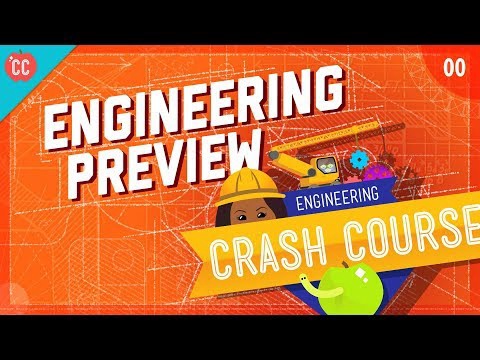 CC
00
ENGINEERING
PREVIEW
ENGINEERING
CRASH COURSE